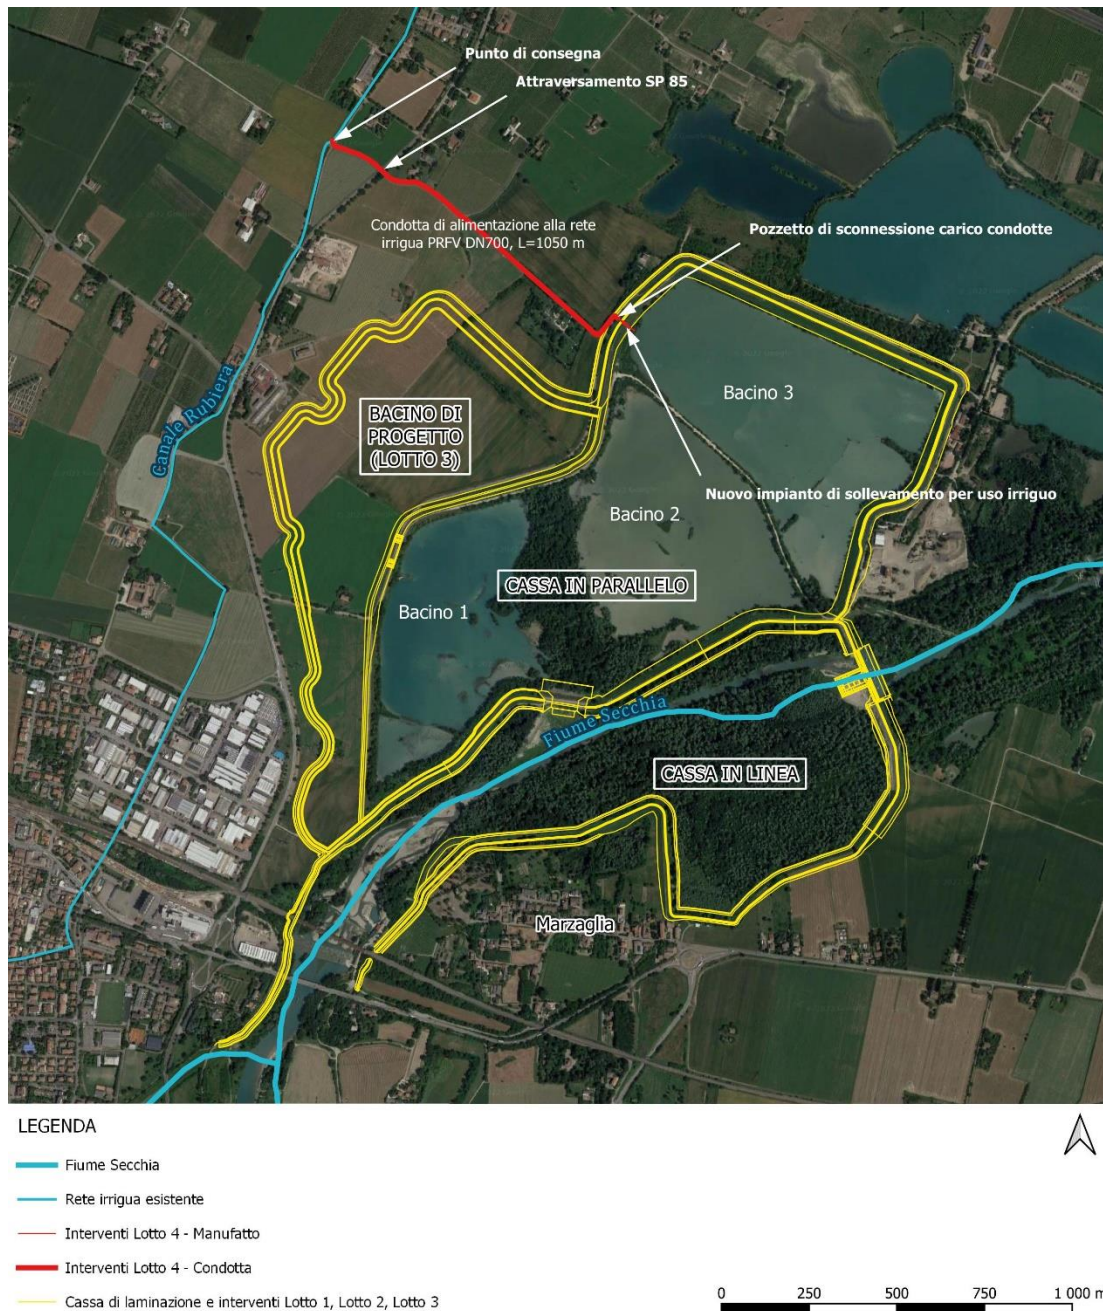 Punto di consegna
Attraversamento SP 85
Condotta di alimentazione alla rete
irrigua PRFV DN700, L=1050 m
Pozzetto di sconnessione carico condotte
Canale Rubiera
BACINO DI
PROGETTO
(LOTTO 3)
Bacino 3
Nuovo impianto di sollevamento per uso irriguo
Bacino 2
CASSA IN PARALLELO
Bacino 1
Fiume Secchia
CASSA IN LINEA
Marzaglia
LEGENDA
Fiume Secchia
Rete irrigua esistente
Interventi Lotto 4 - Manufatto
Interventi Lotto 4 - Condotta
Cassa di laminazione e interventi Lotto 1, Lotto 2, Lotto 3
0 250 500 750 1 000 m